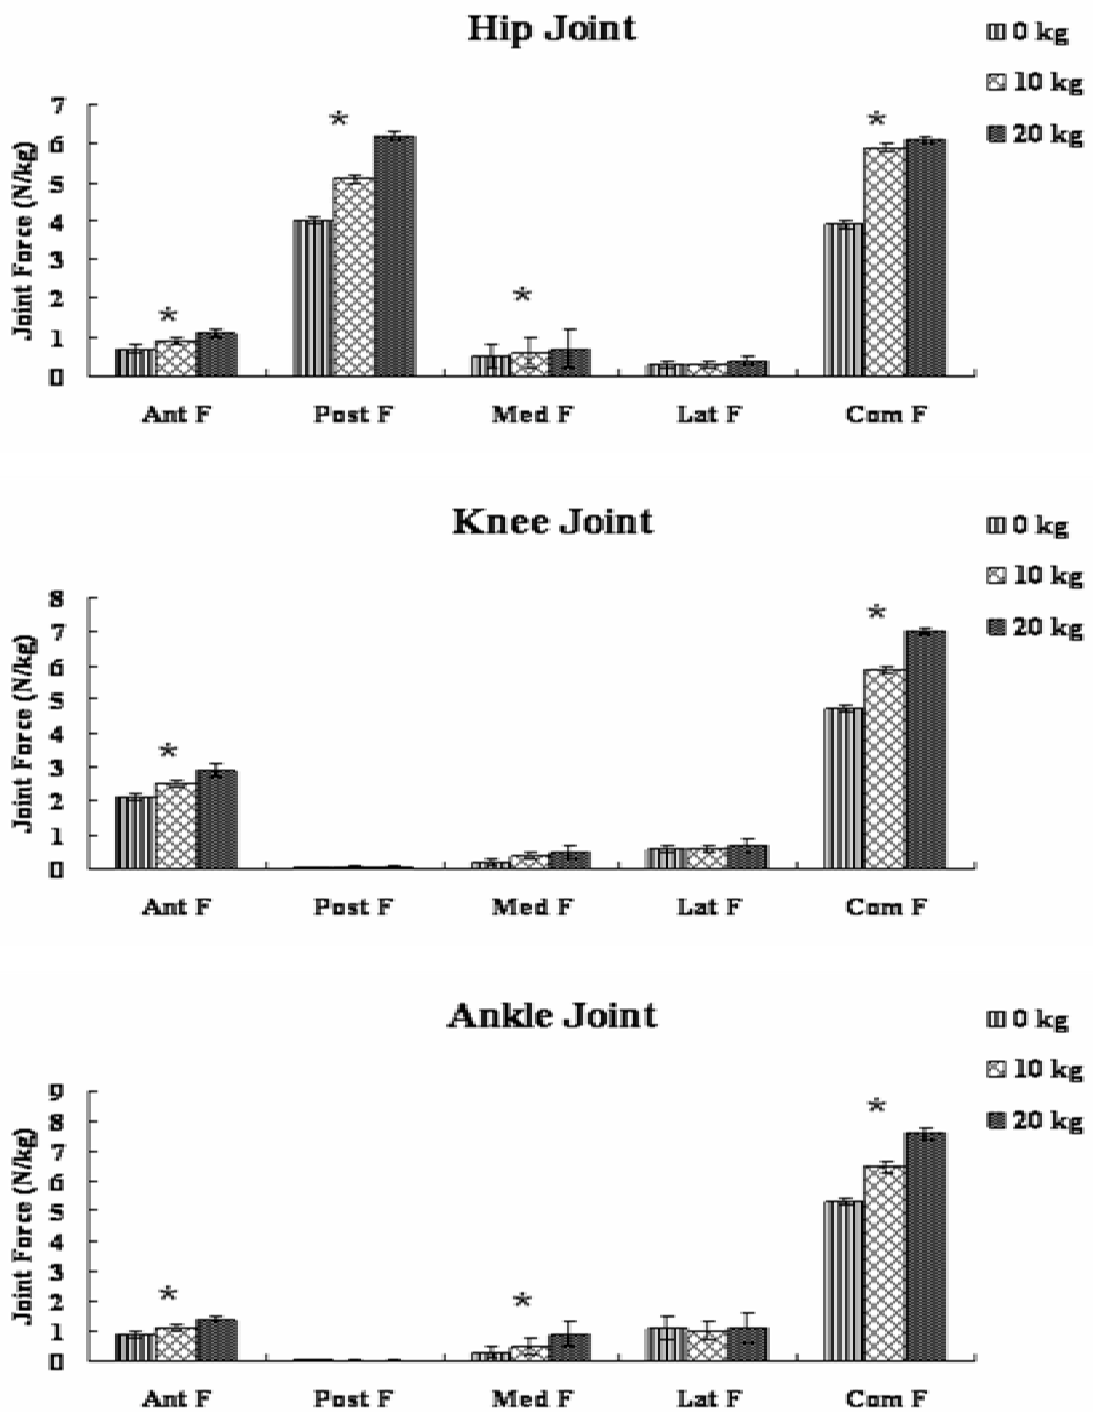 Hip Joint
0 kg
10 kg
20 kg
Joint Force (N/kg)
7
6
5
4
3
2
1
0
*
*
*
*
Ant F Post F Med F Lat F Com F
Knee Joint
0 kg
10 kg
20 kg
Joint Force (N/kg)
8
7
6
5
4
3
2
1
0
*
*
Ant F Post F Med F Lat F Com F
Ankle Joint
0 kg
10 kg
20 kg
Joint Force (N/kg)
9
8
7
6
5
4
3
2
1
0
*
*
*
Ant F Post F Med F Lat F Com F